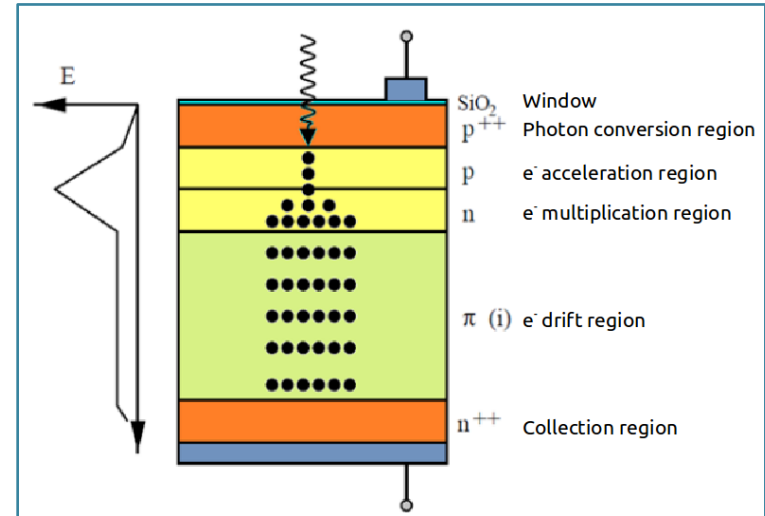 E
SiO₂ Window
p⁺⁺ Photon conversion region
p e⁻ acceleration region
n e⁻ multiplication region
π (i) e⁻ drift region
n⁺⁺ Collection region